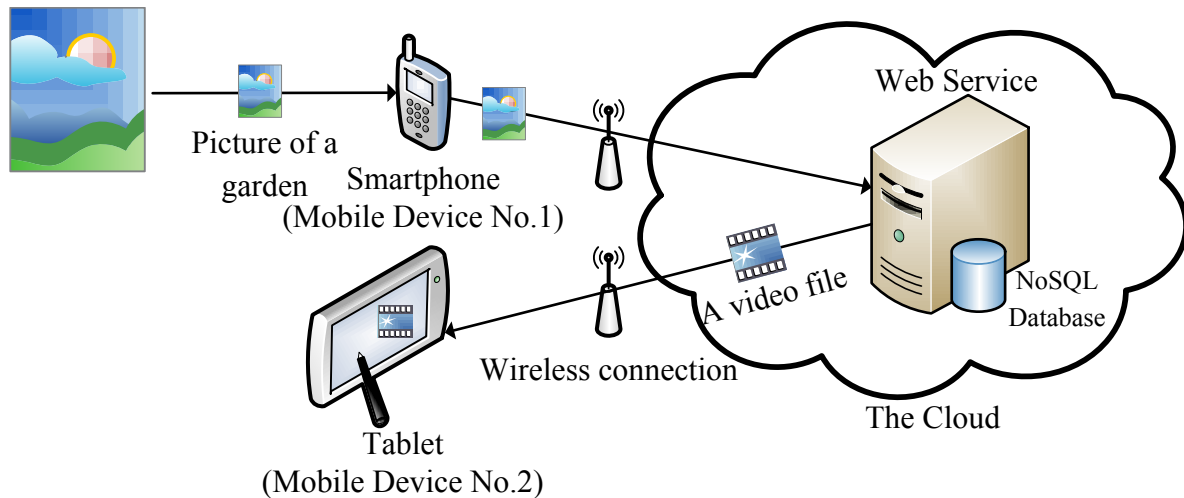 Web Service
Picture of a
garden
Smartphone
(Mobile Device No.1)
A video file
NoSQL
Database
Wireless connection
The Cloud
Tablet
(Mobile Device No.2)